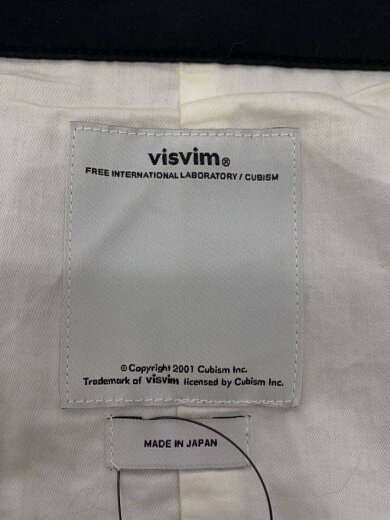 visvim®
FREE INTERNATIONAL LABORATORY / CUBISM
© Copyright 2001 Cubism Inc.
Trademark of visvim licensed by Cubism Inc.
MADE IN JAPAN